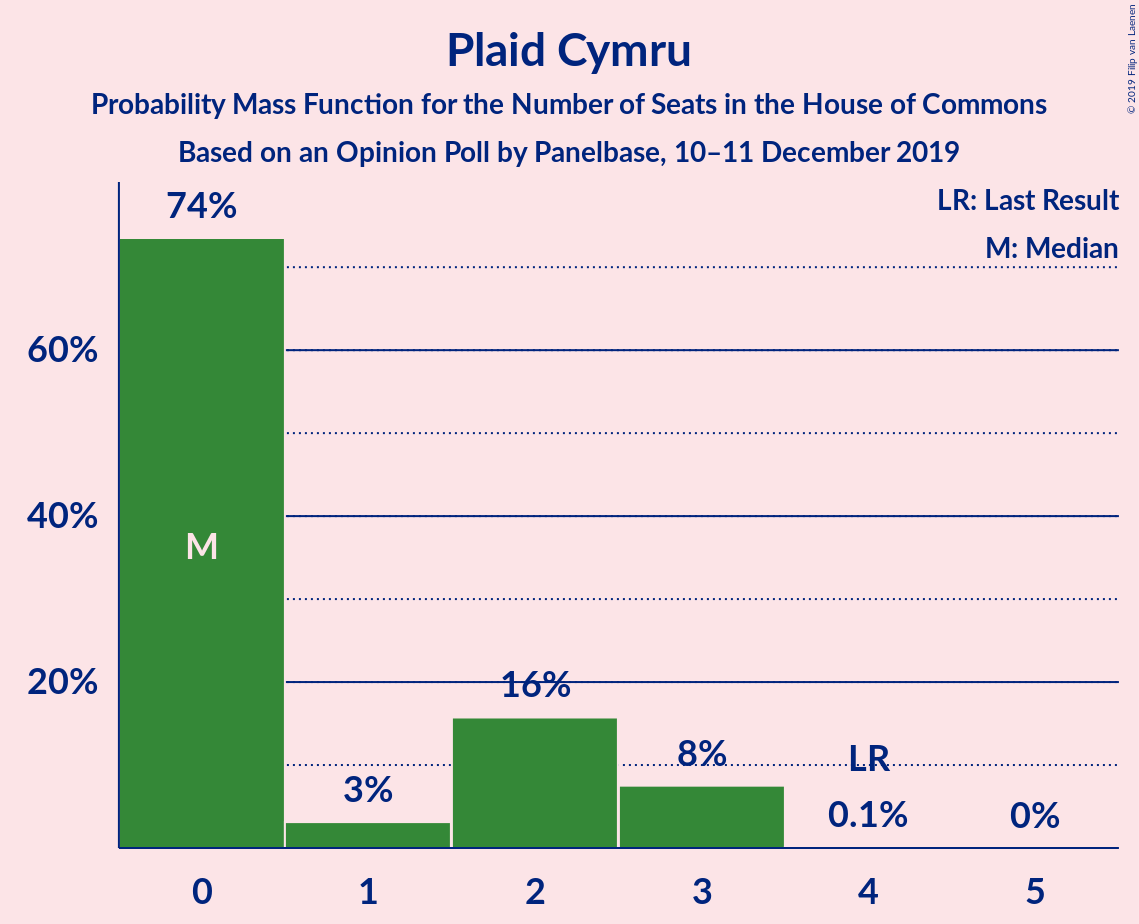 Plaid Cymru
Probability Mass Function for the Number of Seats in the House of Commons
Based on an Opinion Poll by Panelbase, 10–11 December 2019
© 2019 Filip van Laenen
LR: Last Result
M: Median
74%
60%
40%
20%
M
3%
16%
8%
LR
0.1%
0%
0 1 2 3 4 5